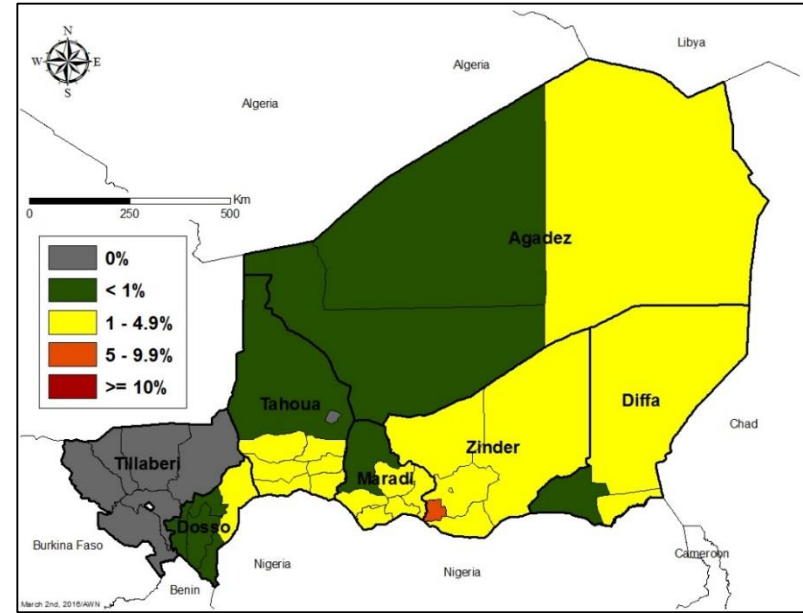 N
W E
S
Libya
Algeria
Algeria
Km
0 250 500
Agadez
0%
< 1%
1 - 4.9%
5 - 9.9%
>= 10%
Tahoua
Diffa
Chad
Zinder
Tillaberi
Maradi
Dosso
Burkina Faso
Nigeria
Nigeria
Cameroon
Benin
March 2nd, 2016/AWN